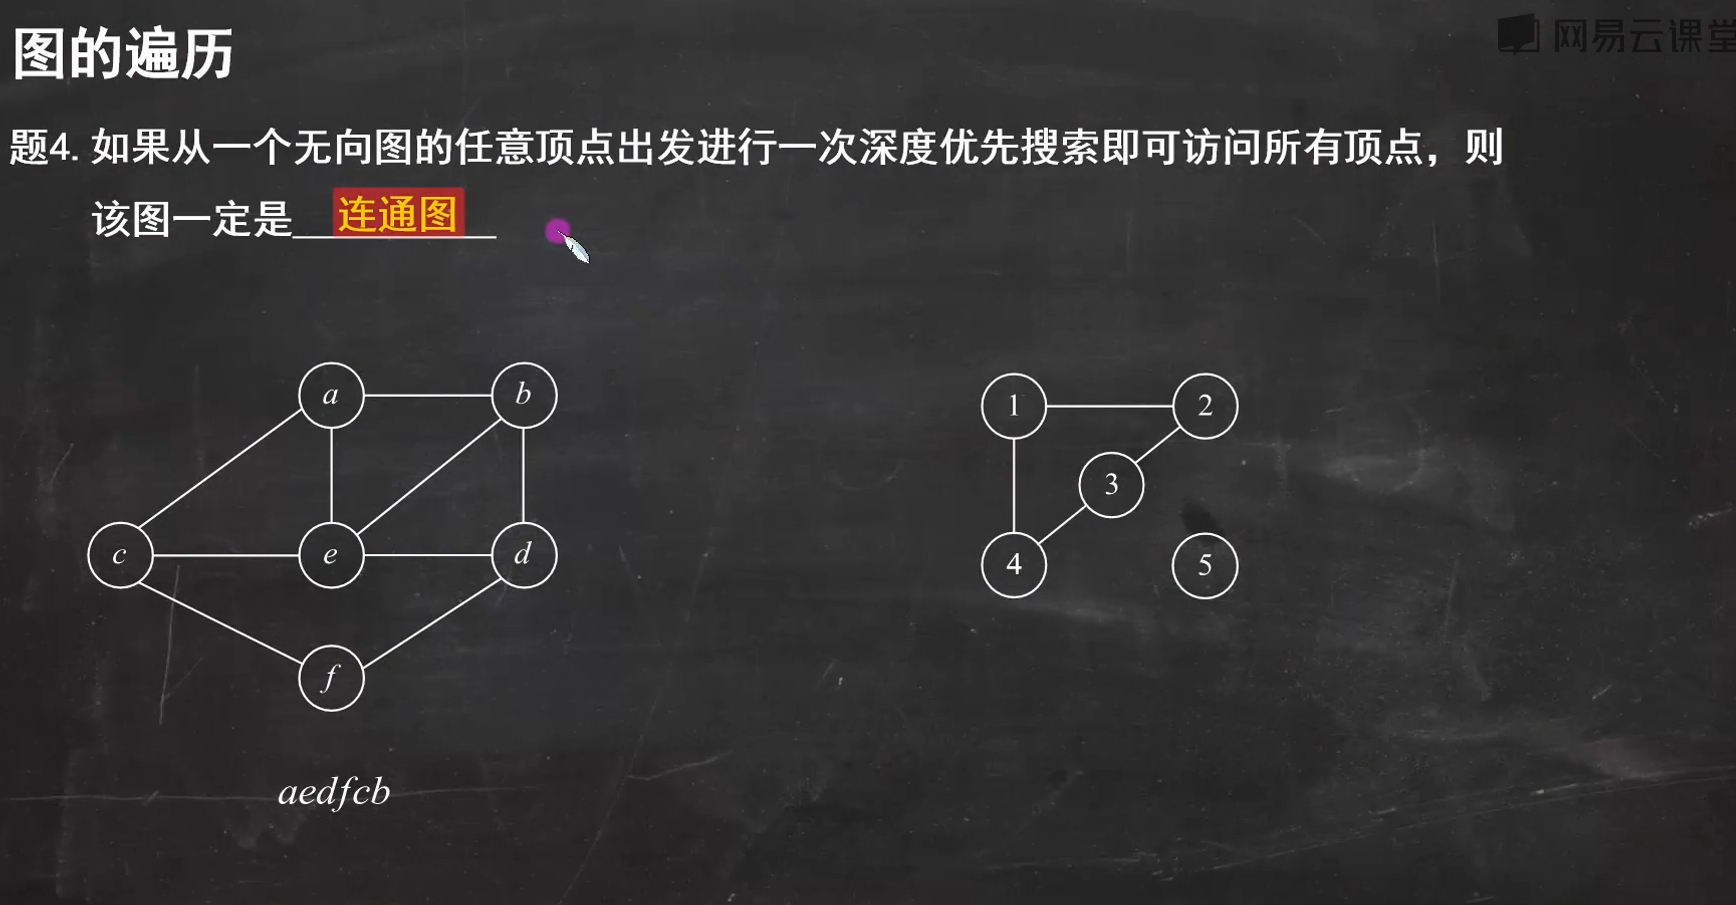 网易云课堂
图的遍历
题4. 如果从一个无向图的任意顶点出发进行一次深度优先搜索即可访问所有顶点，则
该图一定是 连通图
a
b
c
e
d
f
aedfcb
1
2
3
4
5